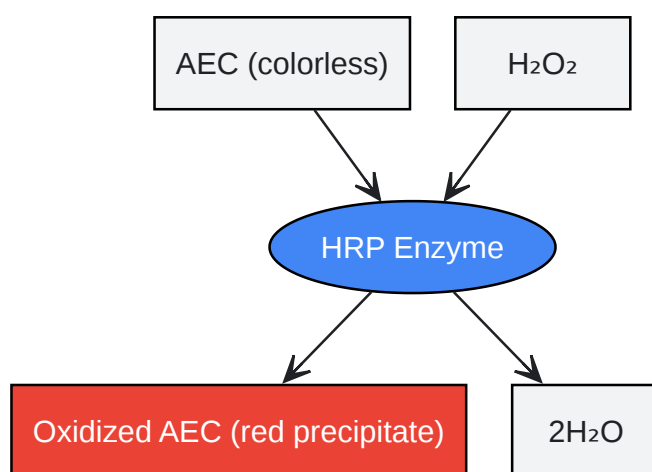 AEC (colorless)
H₂O₂
HRP Enzyme
Oxidized AEC (red precipitate)
2H₂O